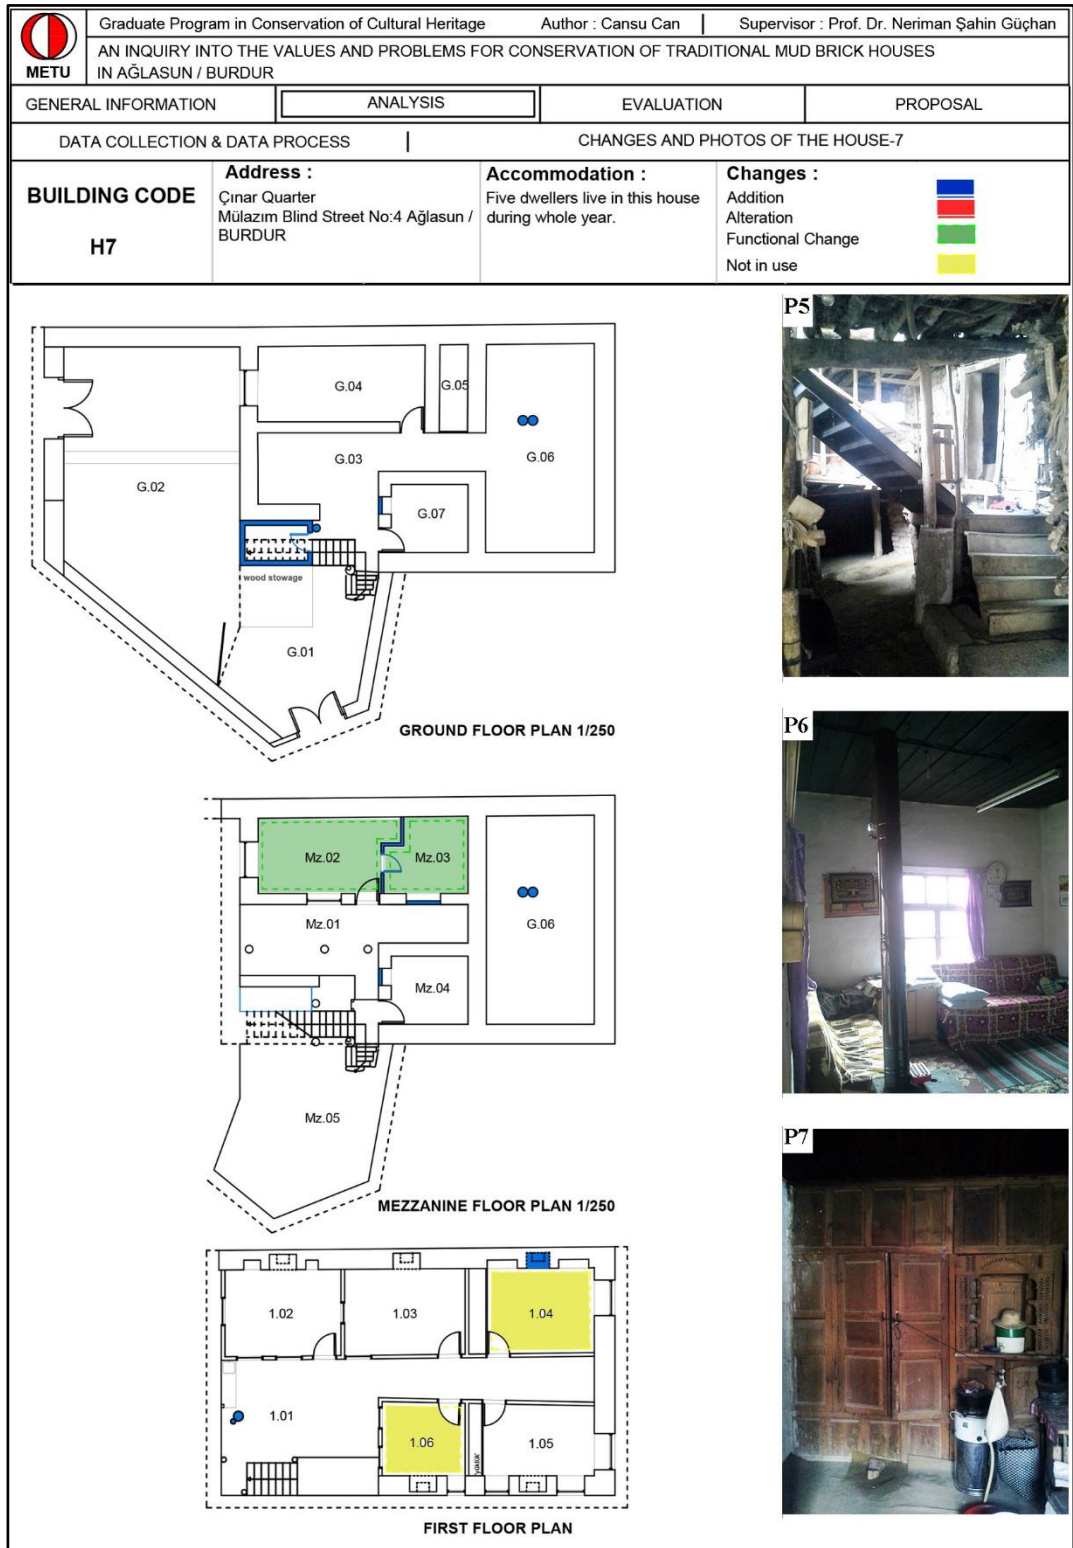 METU
Graduate Program in Conservation of Cultural Heritage Author : Cansu Can Supervisor : Prof. Dr. Neriman Şahin Güçhan
AN INQUIRY INTO THE VALUES AND PROBLEMS FOR CONSERVATION OF TRADITIONAL MUD BRICK HOUSES
IN AĞLASUN / BURDUR
GENERAL INFORMATION ANALYSIS EVALUATION PROPOSAL
DATA COLLECTION & DATA PROCESS CHANGES AND PHOTOS OF THE HOUSE-7
BUILDING CODE
H7
Address :
Çınar Quarter
Mülazım Blind Street No:4 Ağlasun /
BURDUR
Accommodation :
Five dwellers live in this house
during whole year.
Changes :
Addition
Alteration
Functional Change
Not in use
G.04
G.05
G.03
G.06
G.02
G.07
wood stowage
G.01
GROUND FLOOR PLAN 1/250
Mz.02
Mz.03
Mz.01
G.06
Mz.04
Mz.05
MEZZANINE FLOOR PLAN 1/250
1.02
1.03
1.04
1.01
1.06
YÜKLÜK
1.05
FIRST FLOOR PLAN
P5
P6
P7